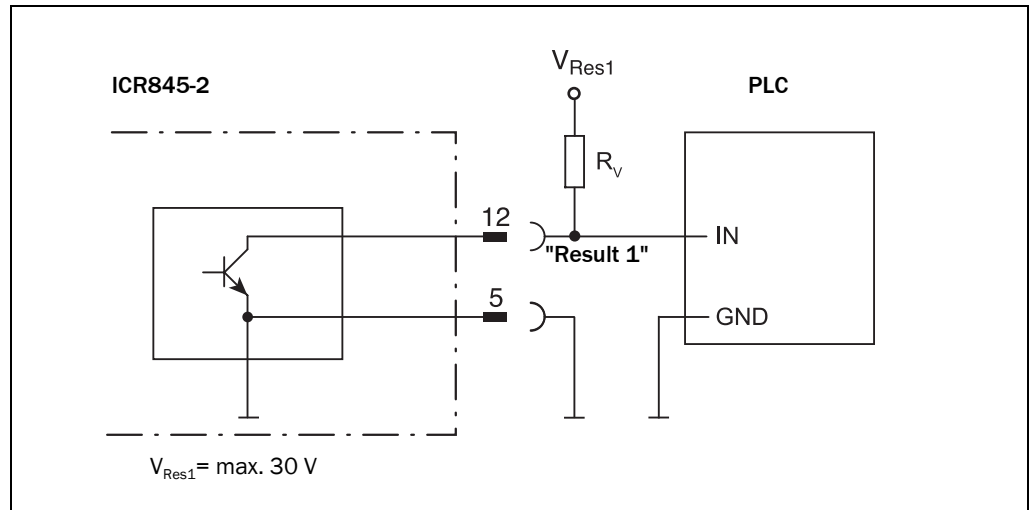 V_Res1
ICR845-2
PLC
R_V
12
"Result 1"
IN
5
GND
V_Res1= max. 30 V